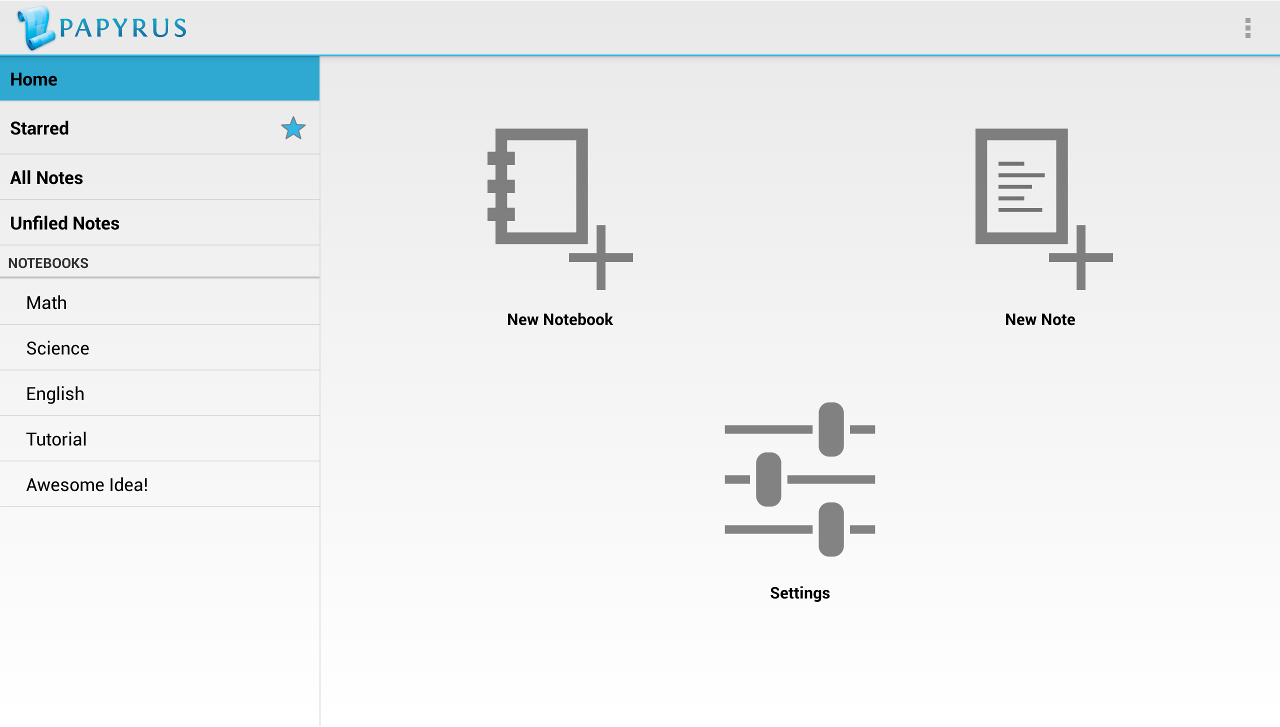 PAPYRUS
Home
Starred
All Notes
Unfiled Notes
NOTEBOOKS
Math
Science
English
Tutorial
Awesome Idea!
New Notebook
New Note
Settings